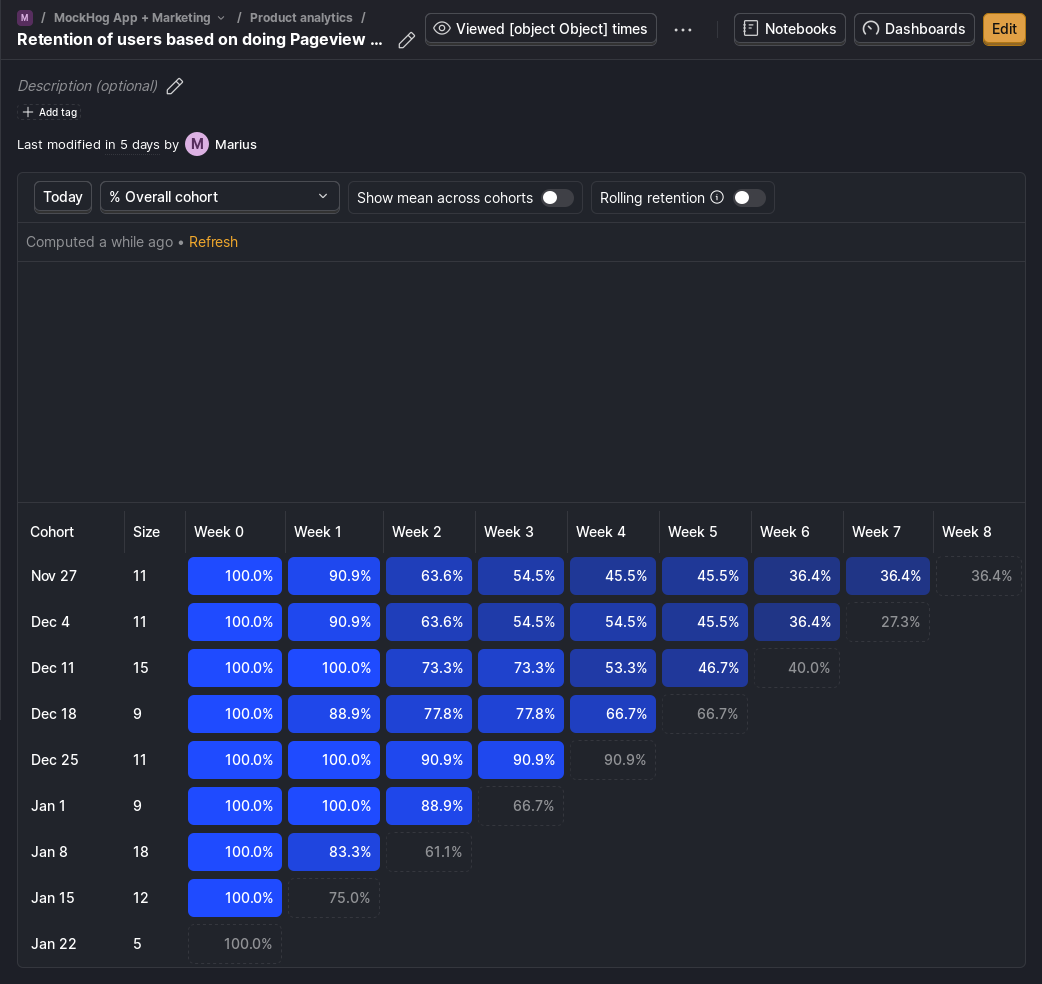 M / MockHog App + Marketing / Product analytics /
Retention of users based on doing Pageview ...
Viewed [object Object] times
Notebooks
Dashboards
Edit
Description (optional)
Add tag
Last modified in 5 days by M Marius
Today
% Overall cohort
Show mean across cohorts
Rolling retention
Computed a while ago • Refresh
Cohort Size Week 0 Week 1 Week 2 Week 3 Week 4 Week 5 Week 6 Week 7 Week 8
Nov 27 11 100.0% 90.9% 63.6% 54.5% 45.5% 45.5% 36.4% 36.4% 36.4%
Dec 4 11 100.0% 90.9% 63.6% 54.5% 54.5% 45.5% 36.4% 27.3%
Dec 11 15 100.0% 100.0% 73.3% 73.3% 53.3% 46.7% 40.0%
Dec 18 9 100.0% 88.9% 77.8% 77.8% 66.7% 66.7%
Dec 25 11 100.0% 100.0% 90.9% 90.9% 90.9%
Jan 1 9 100.0% 100.0% 88.9% 66.7%
Jan 8 18 100.0% 83.3% 61.1%
Jan 15 12 100.0% 75.0%
Jan 22 5 100.0%